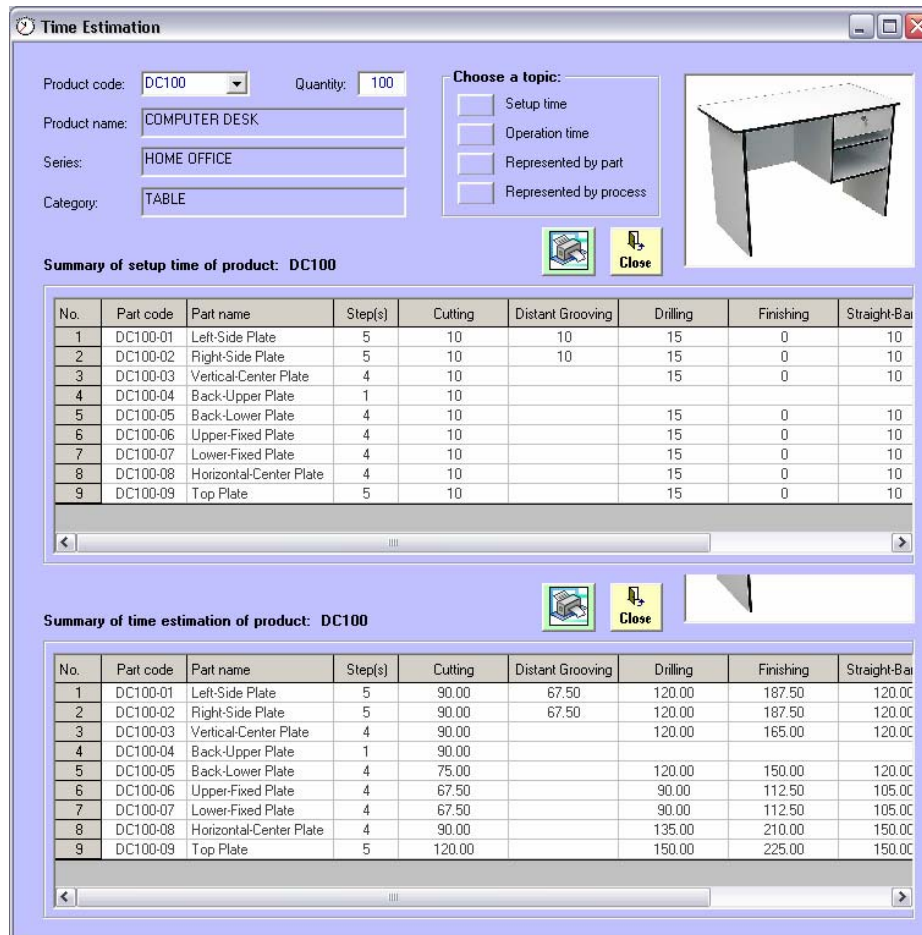 Time Estimation
Product code: DC100 Quantity: 100
Product name: COMPUTER DESK
Series: HOME OFFICE
Category: TABLE
Choose a topic:
Setup time
Operation time
Represented by part
Represented by process
Close
Summary of setup time of product: DC100
No. Part code Part name Step(s) Cutting Distant Grooving Drilling Finishing Straight-Ba
1 DC100-01 Left-Side Plate 5 10 10 15 0 10
2 DC100-02 Right-Side Plate 5 10 10 15 0 10
3 DC100-03 Vertical-Center Plate 4 10 15 0 10
4 DC100-04 Back-Upper Plate 1 10
5 DC100-05 Back-Lower Plate 4 10 15 0 10
6 DC100-06 Upper-Fixed Plate 4 10 15 0 10
7 DC100-07 Lower-Fixed Plate 4 10 15 0 10
8 DC100-08 Horizontal-Center Plate 4 10 15 0 10
9 DC100-09 Top Plate 5 10 15 0 10
Close
Summary of time estimation of product: DC100
No. Part code Part name Step(s) Cutting Distant Grooving Drilling Finishing Straight-Ba
1 DC100-01 Left-Side Plate 5 90.00 67.50 120.00 187.50 120.00
2 DC100-02 Right-Side Plate 5 90.00 67.50 120.00 187.50 120.00
3 DC100-03 Vertical-Center Plate 4 90.00 120.00 165.00 120.00
4 DC100-04 Back-Upper Plate 1 90.00
5 DC100-05 Back-Lower Plate 4 75.00 120.00 150.00 120.00
6 DC100-06 Upper-Fixed Plate 4 67.50 90.00 112.50 105.00
7 DC100-07 Lower-Fixed Plate 4 67.50 90.00 112.50 105.00
8 DC100-08 Horizontal-Center Plate 4 90.00 135.00 210.00 150.00
9 DC100-09 Top Plate 5 120.00 150.00 225.00 150.00